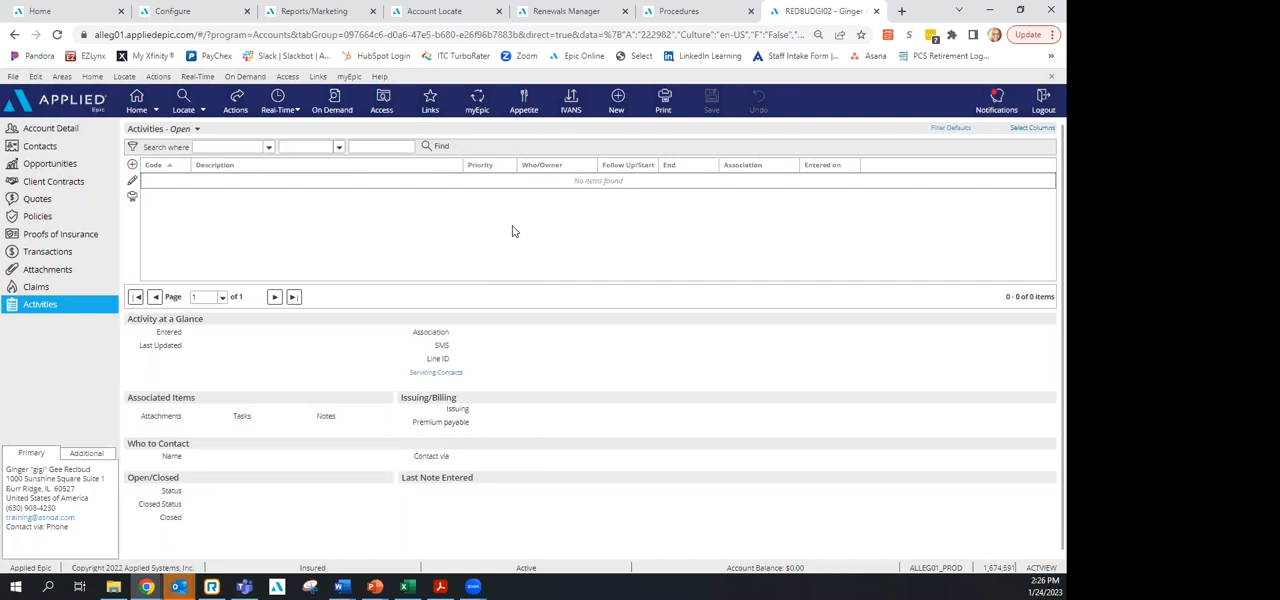 Home
Configure
Reports/Marketing
Account Locate
Renewals Manager
Procedures
REDBUDGI02 - Ginger
alleg01.appliedepic.com/#/?program=Accounts&tabGroup=097664c6-d0a6-47e5-b680-e26f96b7883b&direct=true&data=%7B"A":"222982","Culture":"en-US","F":"False","...
Update
Pandora
EZLynx
My Xfinity®
PayChex
Slack | Slackbot | A...
HubSpot Login
ITC TurboRater
Zoom
Epic Online
Select
LinkedIn Learning
Staff Intake Form |...
Asana
PCS Retirement Log...
»
File Edit Areas Home Locate Actions Real-Time On Demand Access Links myEpic Help
APPLIED
Epic
Home
Locate
Actions
Real-Time
On Demand
Access
Links
myEpic
Appetite
IVANS
New
Print
Save
Undo
Notifications
Logout
Account Detail
Contacts
Opportunities
Client Contracts
Quotes
Policies
Proofs of Insurance
Transactions
Attachments
Claims
Activities
Activities - Open
Filter Defaults
Select Columns
Search where
Find
Code Description Priority Who/Owner Follow Up/Start End Association Entered on
No items found
Page 1 of 1
0 - 0 of 0 items
Activity at a Glance
Entered
Association
Last Updated
SMS
Line ID
Servicing Contacts
Associated Items
Issuing/Billing
Attachments Tasks Notes
Issuing
Premium payable
Who to Contact
Name
Contact via
Open/Closed
Last Note Entered
Status
Closed Status
Closed
Primary
Additional
Ginger "gigi" Gee Redbud
1000 Sunshine Square Suite 1
Burr Ridge, IL 60527
United States of America
(630) 908-4230
training@asnoa.com
Contact via: Phone
Applied Epic
Copyright 2022 Applied Systems, Inc.
Insured
Active
Account Balance: $0.00
ALLEG01_PROD
1,674,591
ACTVIEW
2:26 PM
1/24/2023